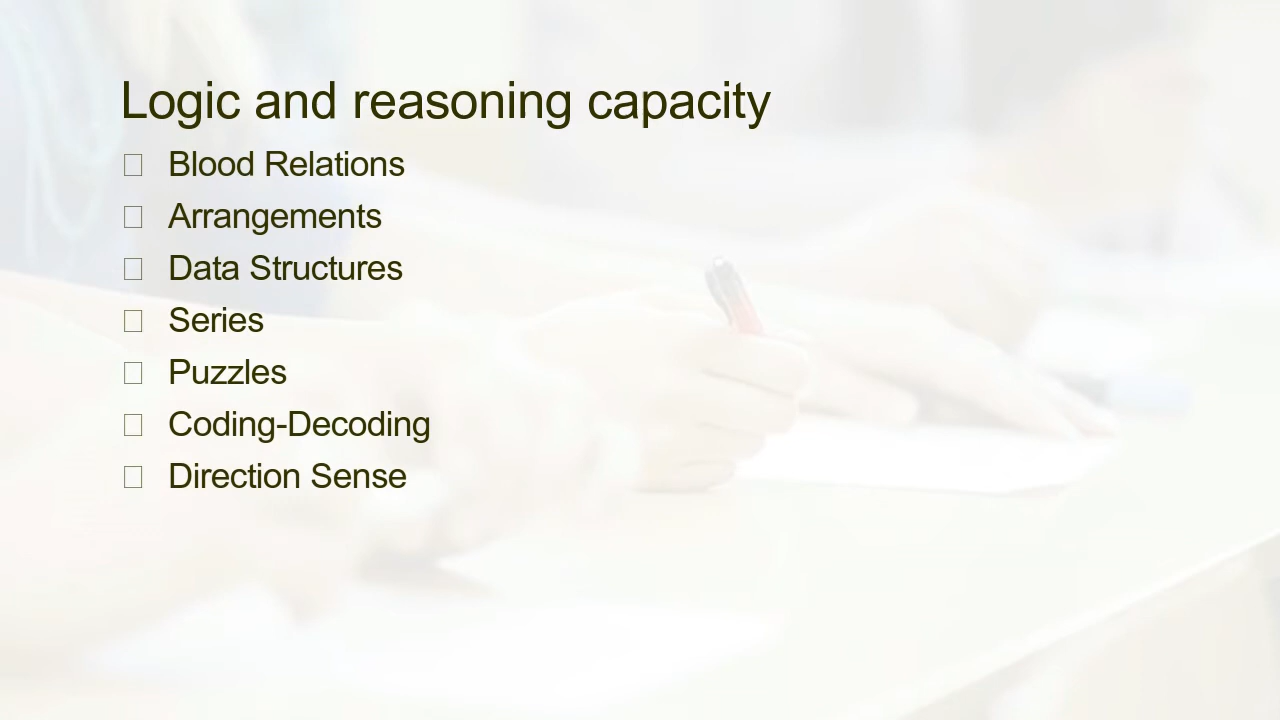 Logic and reasoning capacity
Blood Relations
Arrangements
Data Structures
Series
Puzzles
Coding-Decoding
Direction Sense